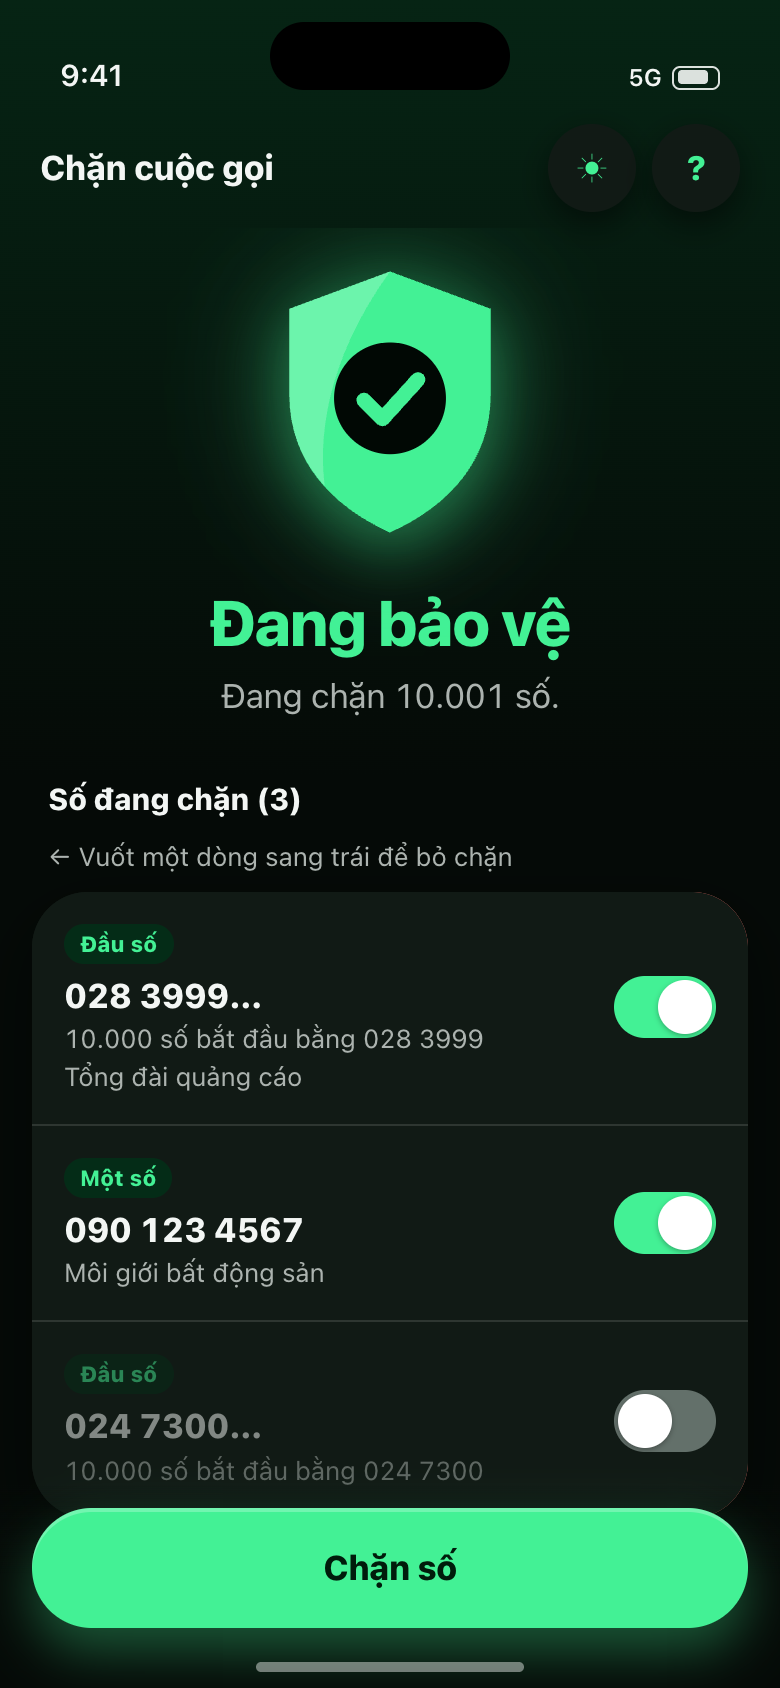 9:41
5G
Chặn cuộc gọi
?
Đang bảo vệ
Đang chặn 10.001 số.
Số đang chặn (3)
← Vuốt một dòng sang trái để bỏ chặn
Đầu số
028 3999...
10.000 số bắt đầu bằng 028 3999
Tổng đài quảng cáo
Một số
090 123 4567
Môi giới bất động sản
Đầu số
024 7300...
10.000 số bắt đầu bằng 024 7300
Chặn số